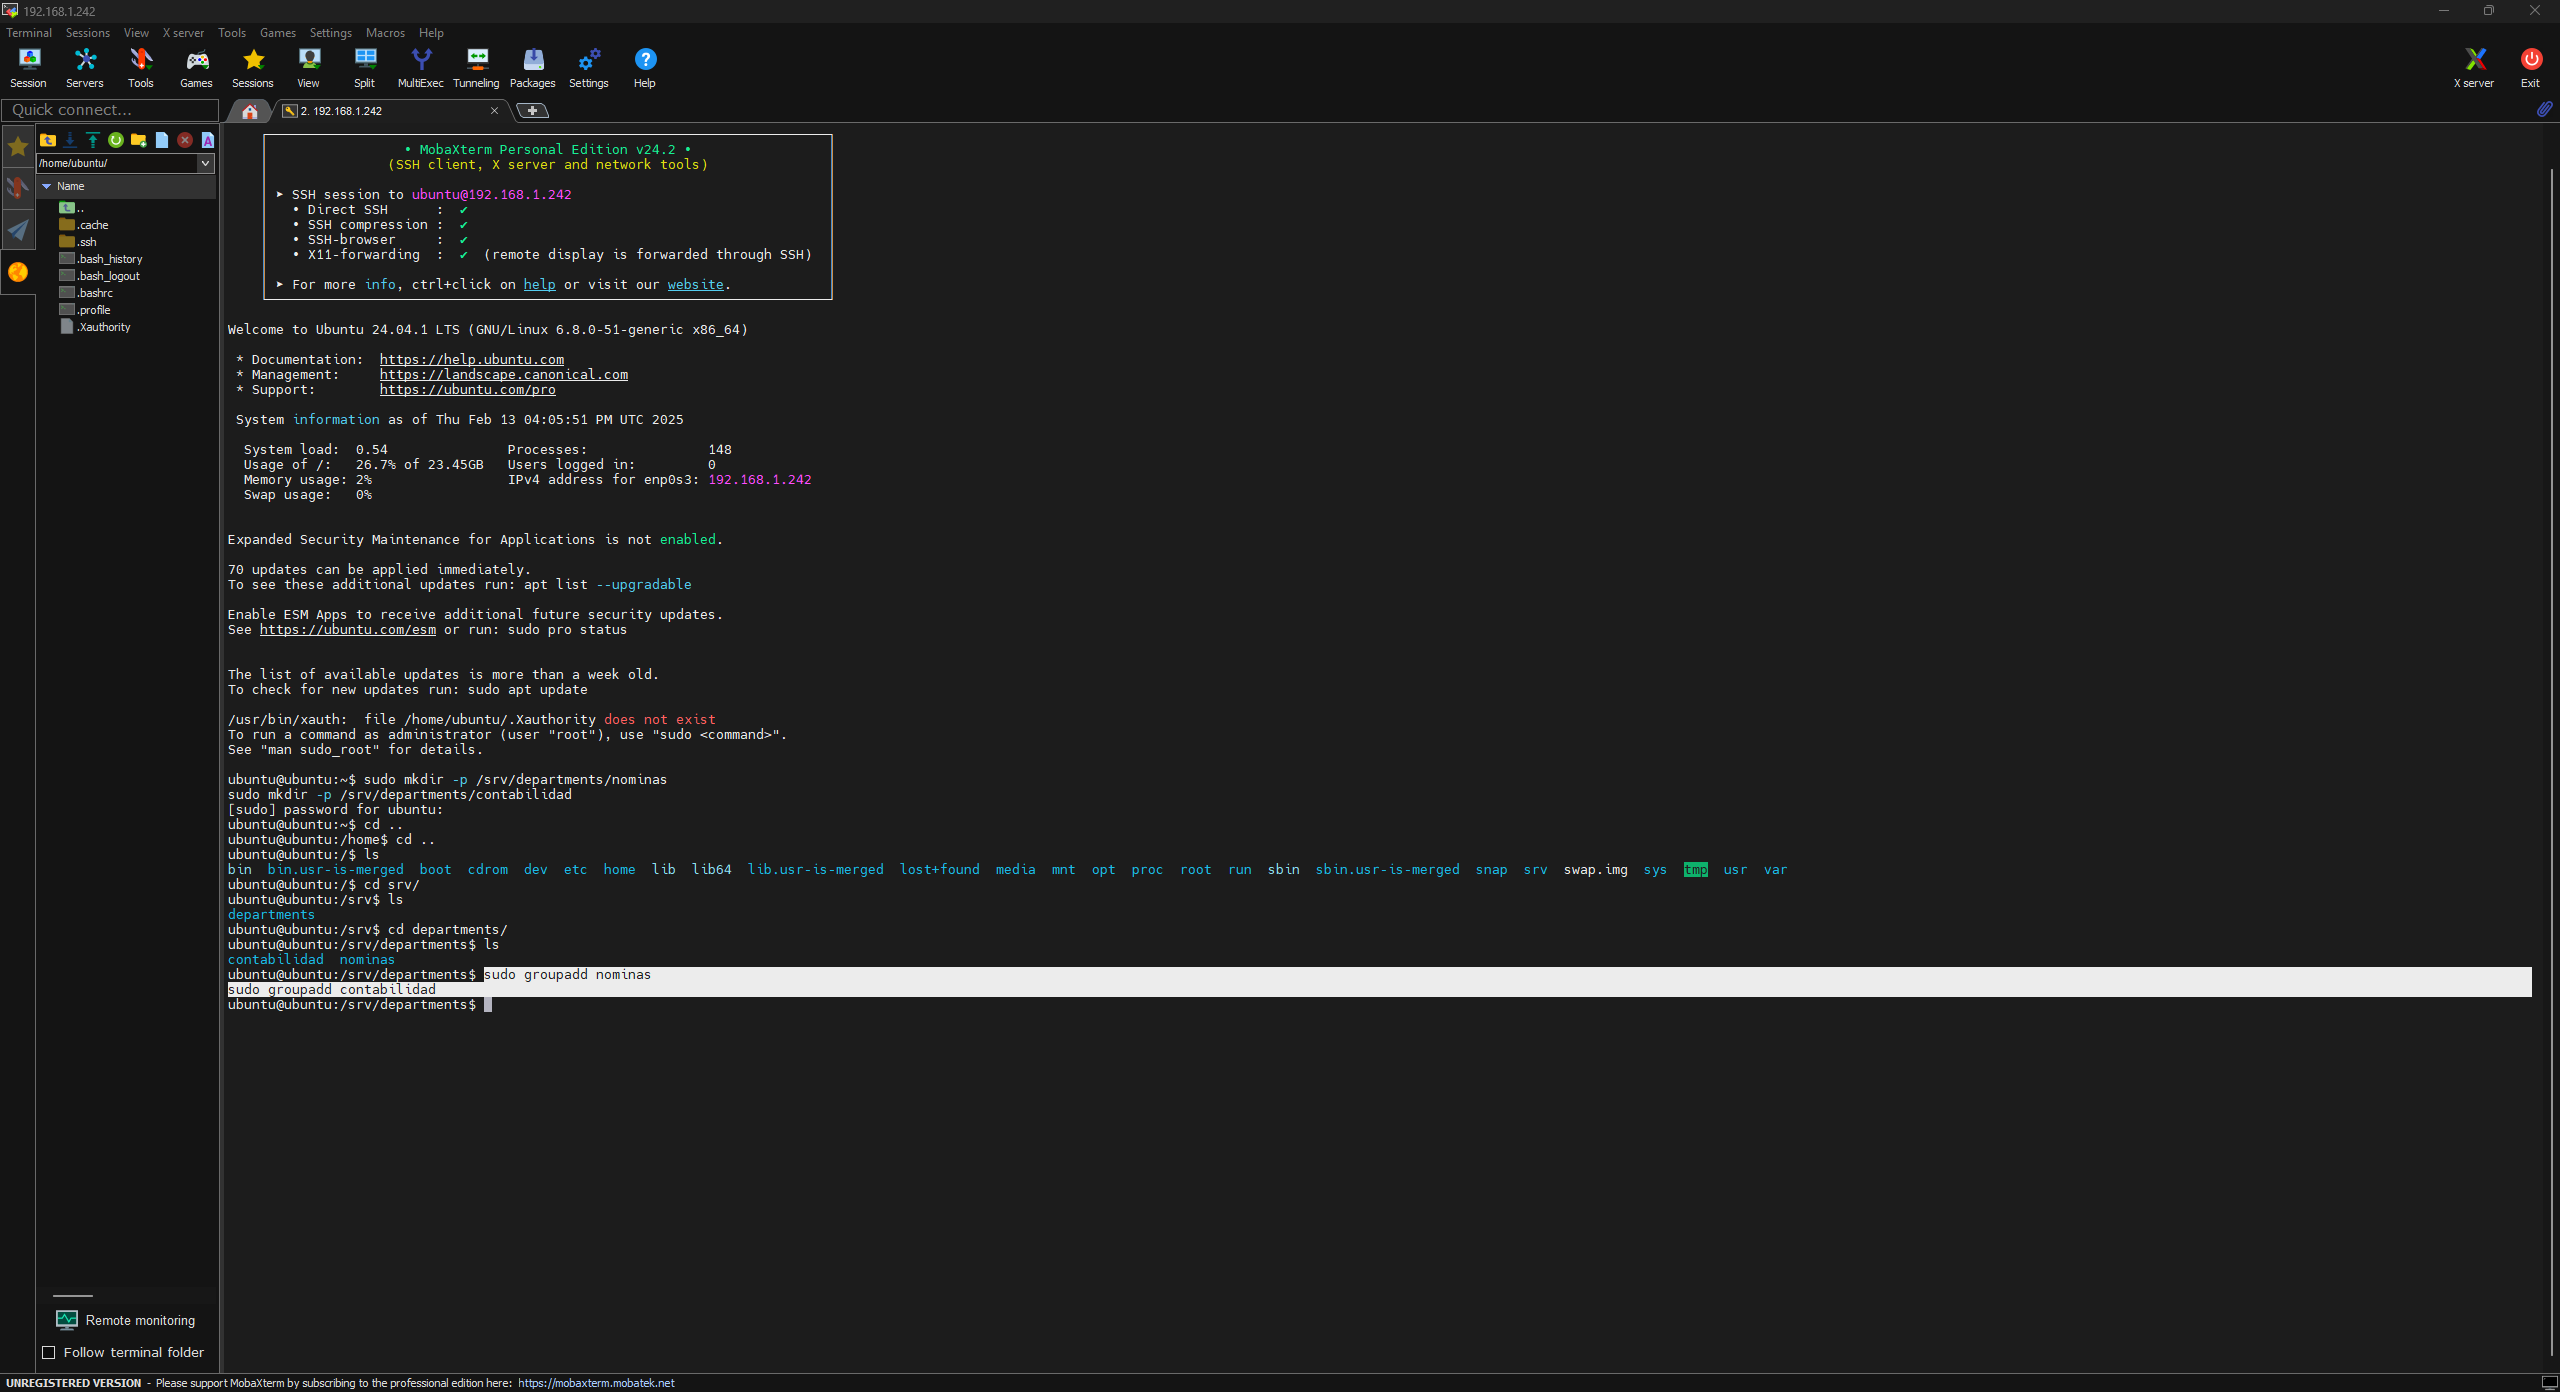 192.168.1.242
Terminal Sessions View X server Tools Games Settings Macros Help
Session Servers Tools Games Sessions View Split MultiExec Tunneling Packages Settings Help X server Exit
Quick connect...
2. 192.168.1.242
/home/ubuntu/
Name
..
.cache
.ssh
.bash_history
.bash_logout
.bashrc
.profile
.Xauthority
• MobaXterm Personal Edition v24.2 •
(SSH client, X server and network tools)
➤ SSH session to ubuntu@192.168.1.242
• Direct SSH : ✔
• SSH compression : ✔
• SSH-browser : ✔
• X11-forwarding : ✔ (remote display is forwarded through SSH)
➤ For more info, ctrl+click on help or visit our website.
Welcome to Ubuntu 24.04.1 LTS (GNU/Linux 6.8.0-51-generic x86_64)
* Documentation: https://help.ubuntu.com
* Management: https://landscape.canonical.com
* Support: https://ubuntu.com/pro
System information as of Thu Feb 13 04:05:51 PM UTC 2025
System load: 0.54 Processes: 148
Usage of /: 26.7% of 23.45GB Users logged in: 0
Memory usage: 2% IPv4 address for enp0s3: 192.168.1.242
Swap usage: 0%
Expanded Security Maintenance for Applications is not enabled.
70 updates can be applied immediately.
To see these additional updates run: apt list --upgradable
Enable ESM Apps to receive additional future security updates.
See https://ubuntu.com/esm or run: sudo pro status
The list of available updates is more than a week old.
To check for new updates run: sudo apt update
/usr/bin/xauth: file /home/ubuntu/.Xauthority does not exist
To run a command as administrator (user "root"), use "sudo <command>".
See "man sudo_root" for details.
ubuntu@ubuntu:~$ sudo mkdir -p /srv/departments/nominas
sudo mkdir -p /srv/departments/contabilidad
[sudo] password for ubuntu:
ubuntu@ubuntu:~$ cd ..
ubuntu@ubuntu:/home$ cd ..
ubuntu@ubuntu:/$ ls
bin bin.usr-is-merged boot cdrom dev etc home lib lib64 lib.usr-is-merged lost+found media mnt opt proc root run sbin sbin.usr-is-merged snap srv swap.img sys tmp usr var
ubuntu@ubuntu:/$ cd srv/
ubuntu@ubuntu:/srv$ ls
departments
ubuntu@ubuntu:/srv$ cd departments/
ubuntu@ubuntu:/srv/departments$ ls
contabilidad nominas
ubuntu@ubuntu:/srv/departments$ sudo groupadd nominas
sudo groupadd contabilidad
ubuntu@ubuntu:/srv/departments$
Remote monitoring
Follow terminal folder
UNREGISTERED VERSION - Please support MobaXterm by subscribing to the professional edition here: https://mobaxterm.mobatek.net